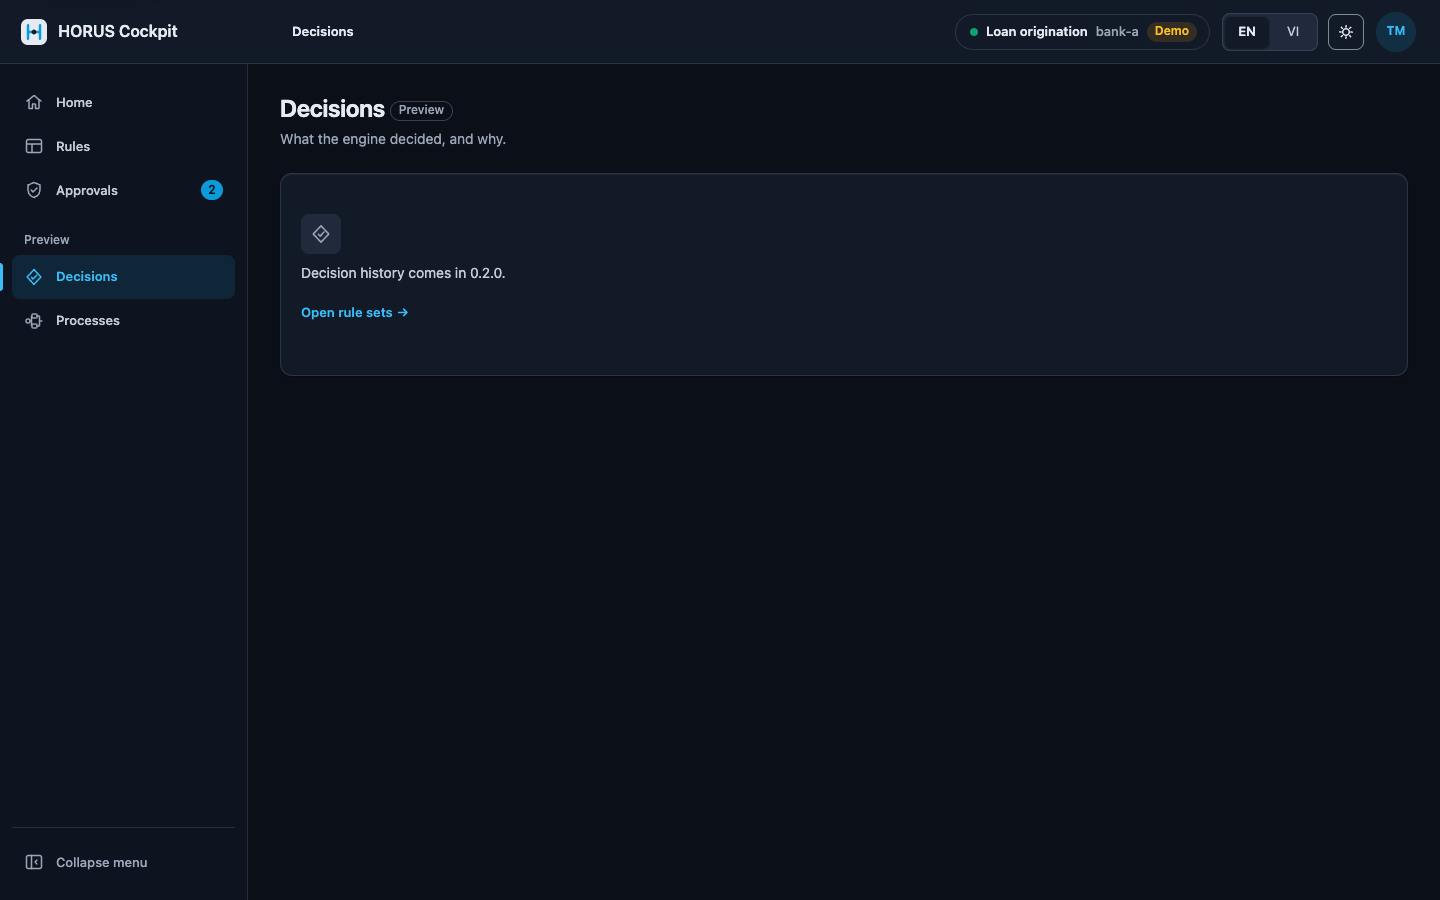 HORUS Cockpit
Decisions
Loan origination bank-a Demo
EN VI
TM
Home
Rules
Approvals 2
Preview
Decisions
Processes
Collapse menu
Decisions Preview
What the engine decided, and why.
Decision history comes in 0.2.0.
Open rule sets →